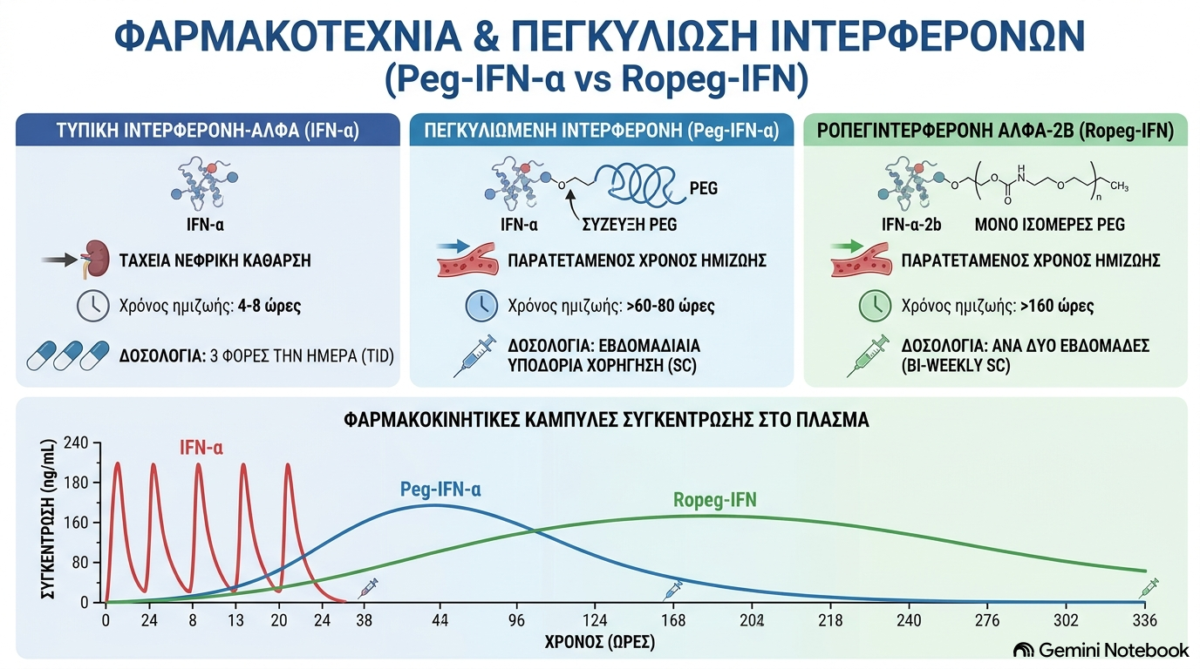 ΦΑΡΜΑΚΟΤΕΧΝΙΑ & ΠΕΓΚΥΛΙΩΣΗ ΙΝΤΕΡΦΕΡΟΝΩΝ
(Peg-IFN-α vs Ropeg-IFN)
ΤΥΠΙΚΗ ΙΝΤΕΡΦΕΡΟΝΗ-ΑΛΦΑ (IFN-α)
IFN-α
ΤΑΧΕΙΑ ΝΕΦΡΙΚΗ ΚΑΘΑΡΣΗ
Χρόνος ημιζωής: 4-8 ώρες
ΔΟΣΟΛΟΓΙΑ: 3 ΦΟΡΕΣ ΤΗΝ ΗΜΕΡΑ (TID)
ΠΕΓΚΥΛΙΩΜΕΝΗ ΙΝΤΕΡΦΕΡΟΝΗ (Peg-IFN-α)
O
PEG
IFN-α
ΣΥΖΕΥΞΗ PEG
ΠΑΡΑΤΕΤΑΜΕΝΟΣ ΧΡΟΝΟΣ ΗΜΙΖΩΗΣ
Χρόνος ημιζωής: >60-80 ώρες
ΔΟΣΟΛΟΓΙΑ: ΕΒΔΟΜΑΔΙΑΙΑ
ΥΠΟΔΟΡΙΑ ΧΟΡΗΓΗΣΗ (SC)
ΡΟΠΕΓΙΝΤΕΡΦΕΡΟΝΗ ΑΛΦΑ-2Β (Ropeg-IFN)
O O O H N O n CH₃
IFN-α-2b
ΜΟΝΟ ΙΣΟΜΕΡΕΣ PEG
ΠΑΡΑΤΕΤΑΜΕΝΟΣ ΧΡΟΝΟΣ ΗΜΙΖΩΗΣ
Χρόνος ημιζωής: >160 ώρες
ΔΟΣΟΛΟΓΙΑ: ΑΝΑ ΔΥΟ ΕΒΔΟΜΑΔΕΣ
(BI-WEEKLY SC)
ΦΑΡΜΑΚΟΚΙΝΗΤΙΚΕΣ ΚΑΜΠΥΛΕΣ ΣΥΓΚΕΝΤΡΩΣΗΣ ΣΤΟ ΠΛΑΣΜΑ
ΣΥΓΚΕΝΤΡΩΣΗ (ng/mL)
240
180
160
80
0
IFN-α
Peg-IFN-α
Ropeg-IFN
0 24 8 13 20 24 38 44 96 124 168 204 218 240 276 302 336
ΧΡΟΝΟΣ (ΩΡΕΣ)
Gemini Notebook